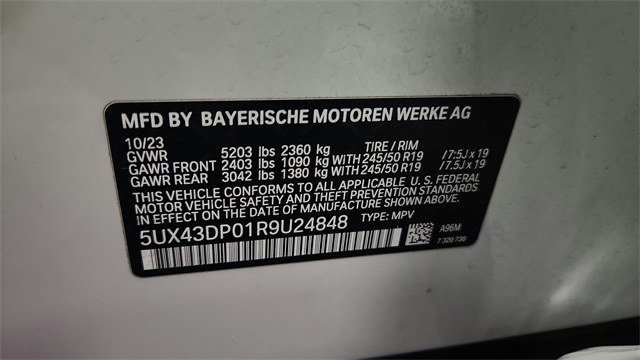 MFD BY BAYERISCHE MOTOREN WERKE AG
10/23 TIRE / RIM
GVWR 5203 lbs 2360 kg
GAWR FRONT 2403 lbs 1090 kg WITH 245/50 R19 / 7.5J x 19
GAWR REAR 3042 lbs 1380 kg WITH 245/50 R19 / 7.5J x 19
THIS VEHICLE CONFORMS TO ALL APPLICABLE U. S. FEDERAL
MOTOR VEHICLE SAFETY AND THEFT PREVENTION STANDARDS
IN EFFECT ON THE DATE OF MANUFACTURE SHOWN ABOVE.
5UX43DP01R9U24848 TYPE: MPV
A96M
7 320 730